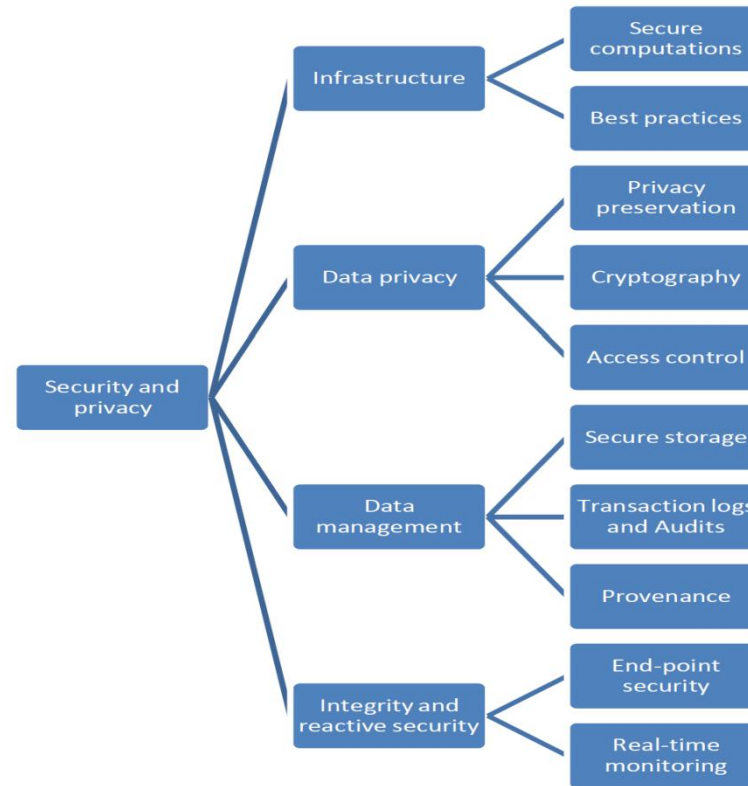 Security and
privacy
Infrastructure
Secure
computations
Best practices
Data privacy
Privacy
preservation
Cryptography
Access control
Data
management
Secure storage
Transaction logs
and Audits
Provenance
Integrity and
reactive security
End-point
security
Real-time
monitoring